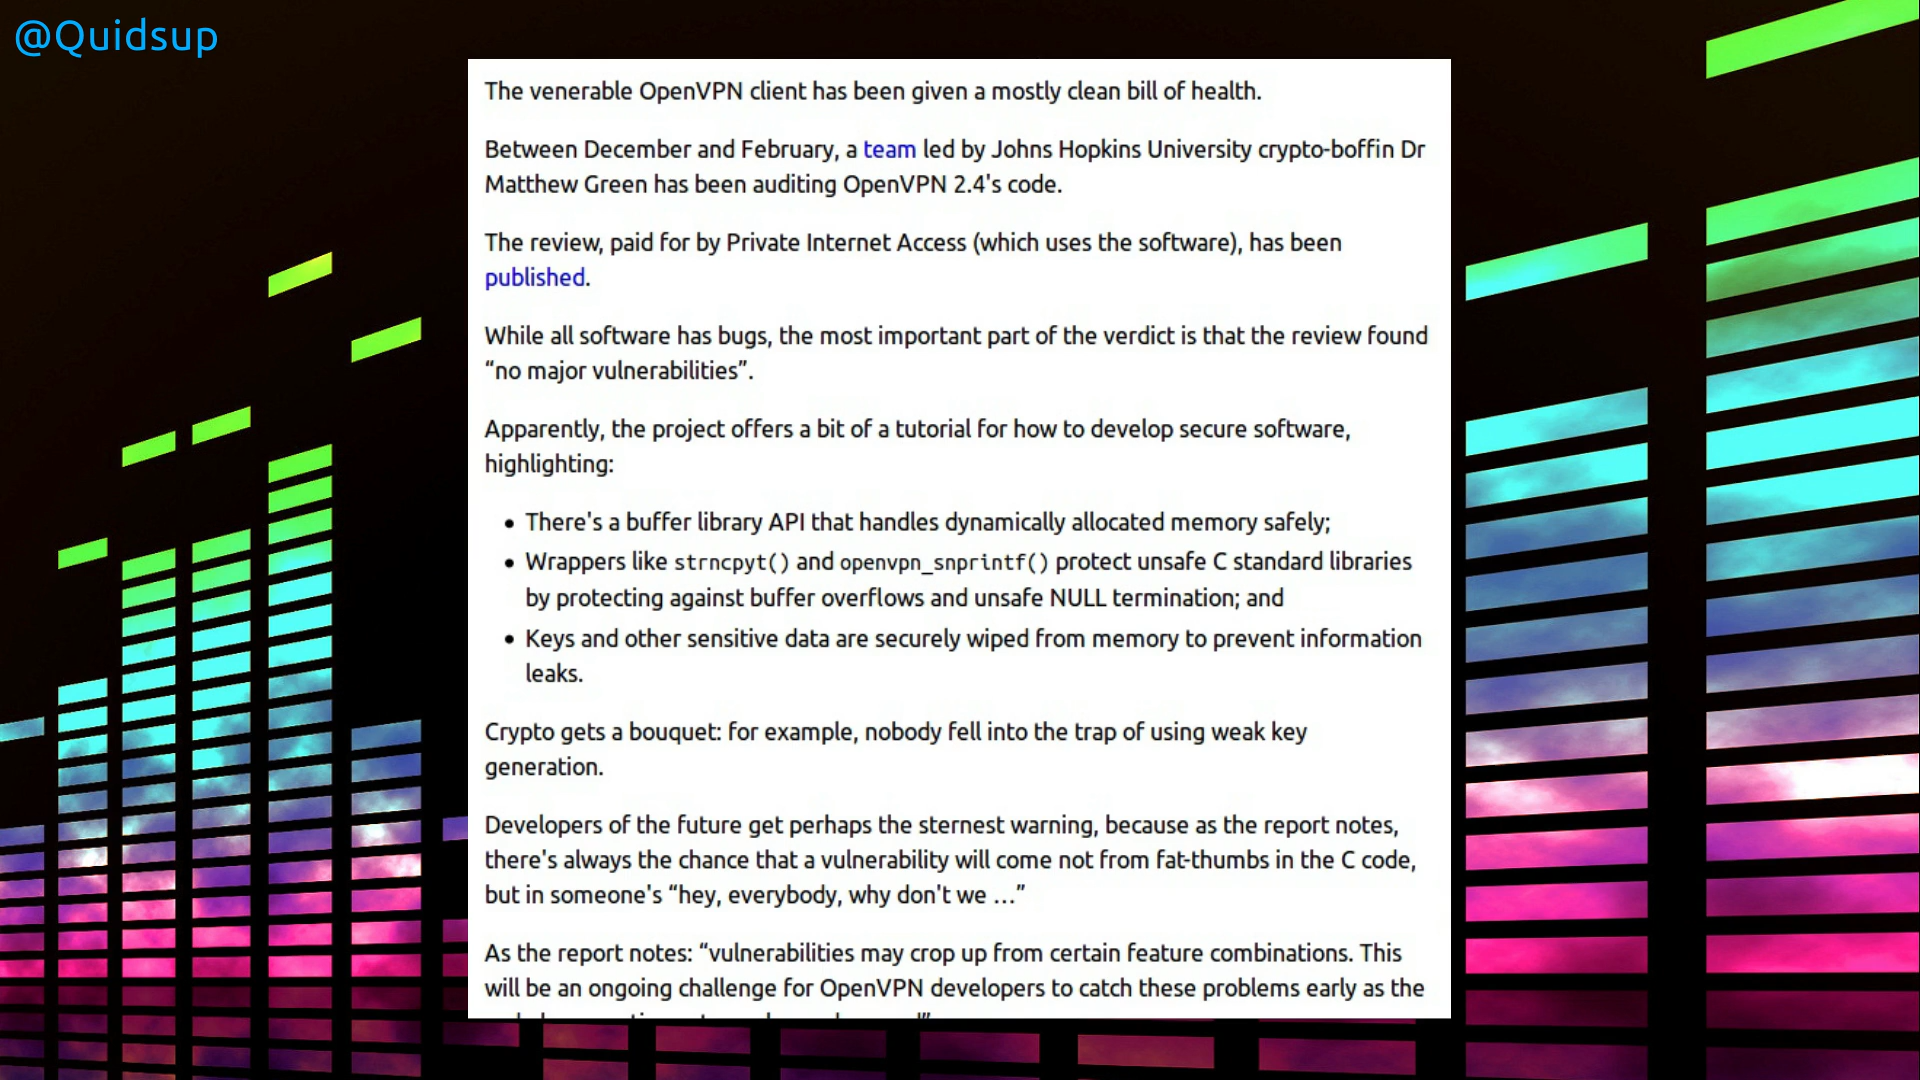 @Quidsup
The venerable OpenVPN client has been given a mostly clean bill of health.
Between December and February, a team led by Johns Hopkins University crypto-boffin Dr
Matthew Green has been auditing OpenVPN 2.4's code.
The review, paid for by Private Internet Access (which uses the software), has been
published.
While all software has bugs, the most important part of the verdict is that the review found
“no major vulnerabilities”.
Apparently, the project offers a bit of a tutorial for how to develop secure software,
highlighting:
• There's a buffer library API that handles dynamically allocated memory safely;
• Wrappers like strncpyt() and openvpn_snprintf() protect unsafe C standard libraries
by protecting against buffer overflows and unsafe NULL termination; and
• Keys and other sensitive data are securely wiped from memory to prevent information
leaks.
Crypto gets a bouquet: for example, nobody fell into the trap of using weak key
generation.
Developers of the future get perhaps the sternest warning, because as the report notes,
there's always the chance that a vulnerability will come not from fat-thumbs in the C code,
but in someone's “hey, everybody, why don't we …”
As the report notes: “vulnerabilities may crop up from certain feature combinations. This
will be an ongoing challenge for OpenVPN developers to catch these problems early as the